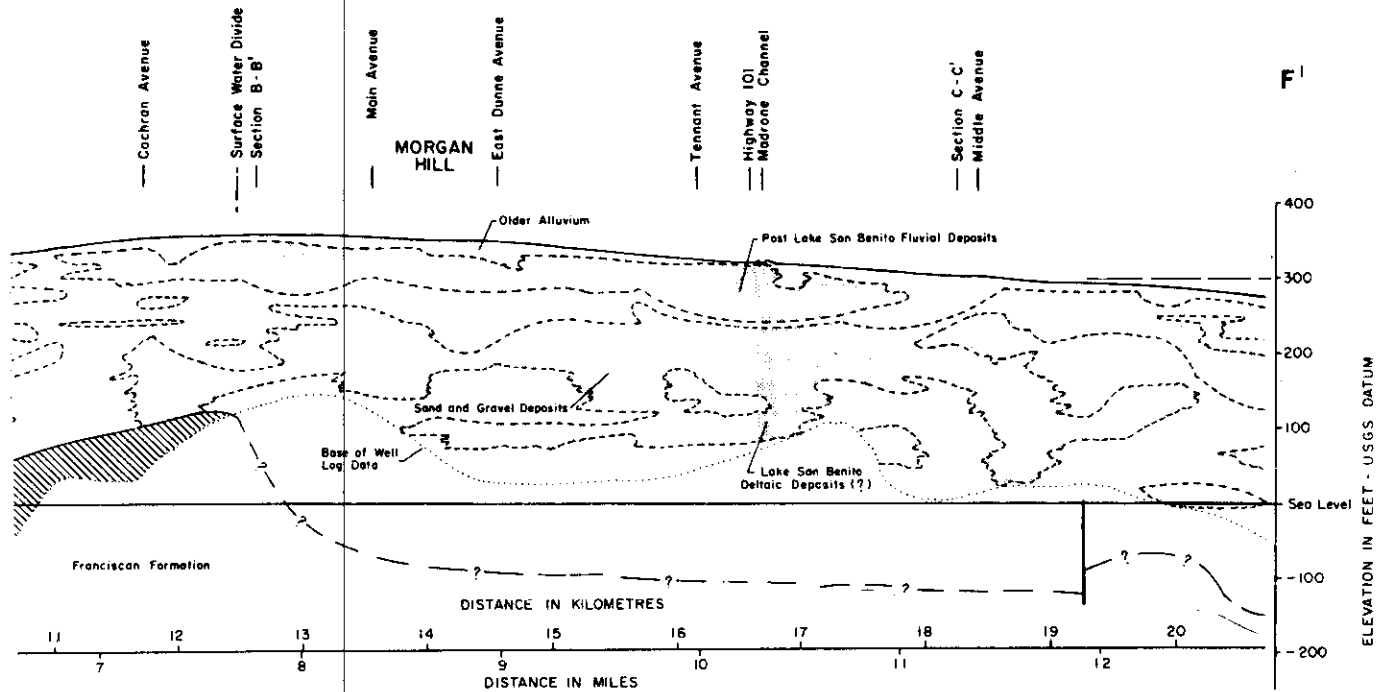 Cochran Avenue
Surface Water Divide
Section B-B'
Main Avenue
MORGAN
HILL
East Dunne Avenue
Tennant Avenue
Highway 101
Madrone Channel
Section C-C'
Middle Avenue
F'
Older Alluvium
Post Lake San Benito Fluvial Deposits
Sand and Gravel Deposits
Base of Well
Log Data
Lake San Benito
Deltaic Deposits (?)
400
300
200
100
Sea Level
-100
-200
ELEVATION IN FEET - USGS DATUM
Franciscan Formation
? ? ? ? ? ? ?
DISTANCE IN KILOMETRES
11 12 13 14 15 16 17 18 19 20
7 8 9 10 11 12
DISTANCE IN MILES